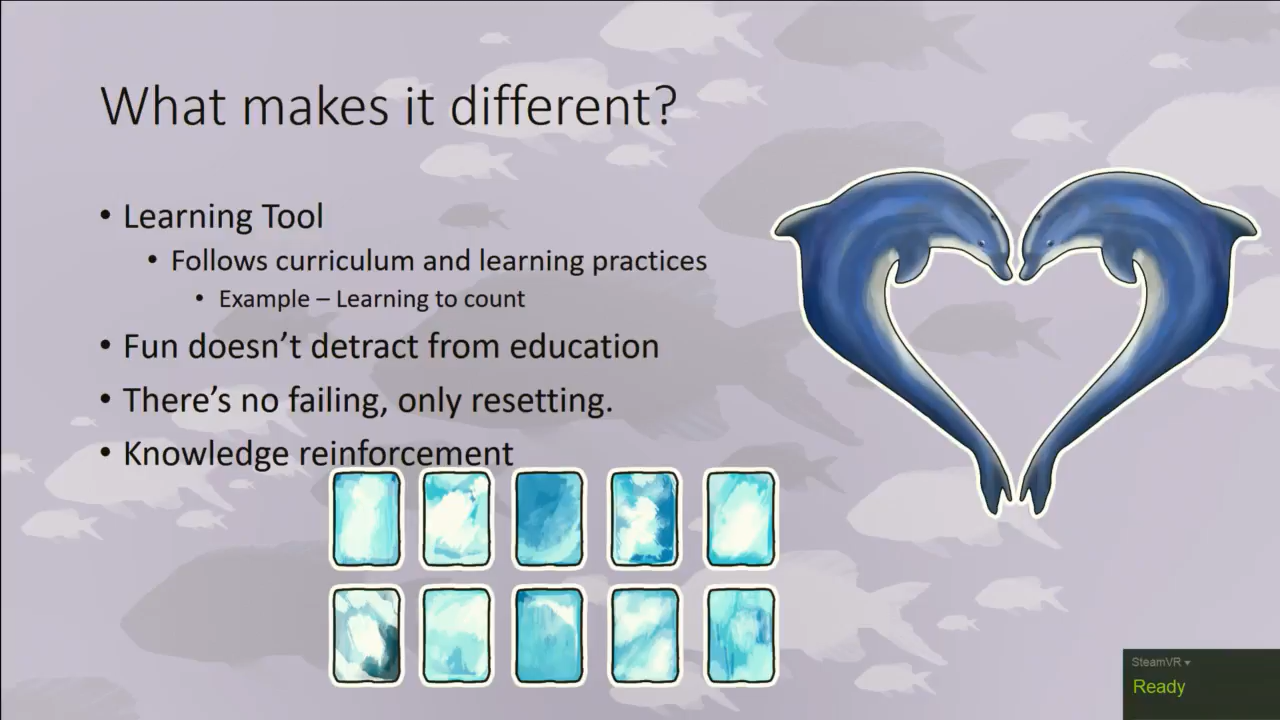 What makes it different?
• Learning Tool
• Follows curriculum and learning practices
• Example – Learning to count
• Fun doesn't detract from education
• There's no failing, only resetting.
• Knowledge reinforcement
SteamVR ▾
Ready